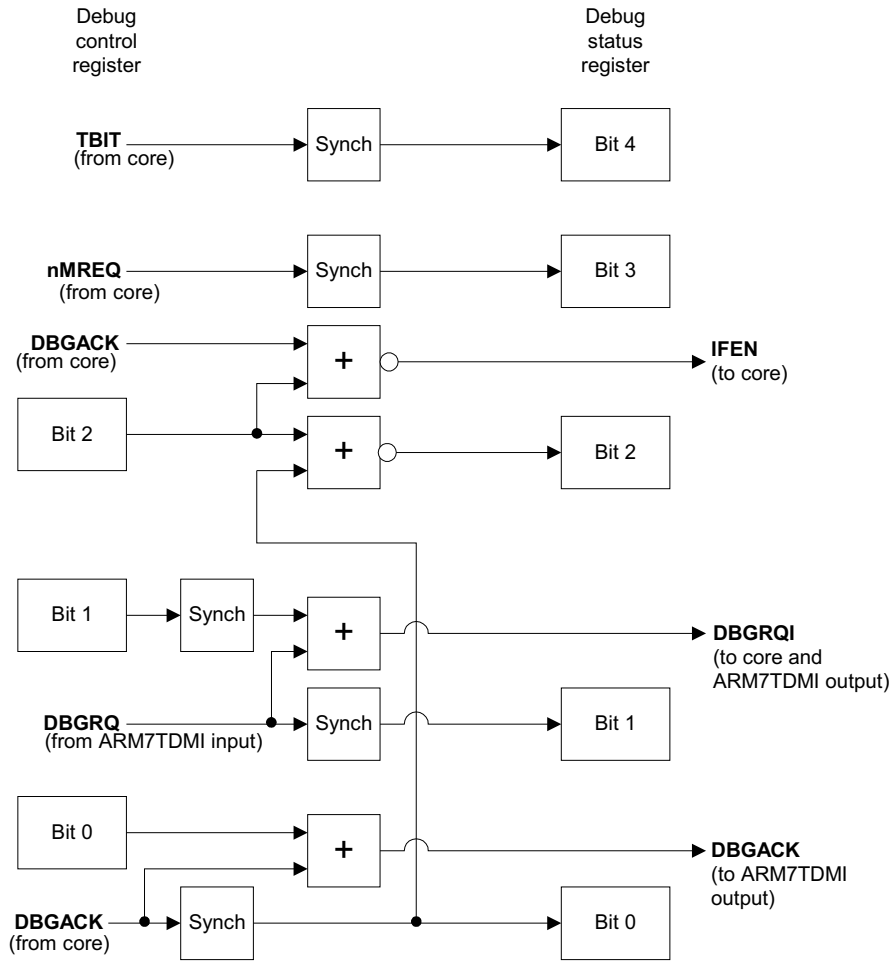 Debug
control
register
Debug
status
register
TBIT
(from core)
Synch
Bit 4
nMREQ
(from core)
Synch
Bit 3
DBGACK
(from core)
+
IFEN
(to core)
Bit 2
+
Bit 2
Bit 1
Synch
+
DBGRQI
(to core and
ARM7TDMI output)
DBGRQ
(from ARM7TDMI input)
Synch
Bit 1
Bit 0
+
DBGACK
(to ARM7TDMI
output)
DBGACK
(from core)
Synch
Bit 0